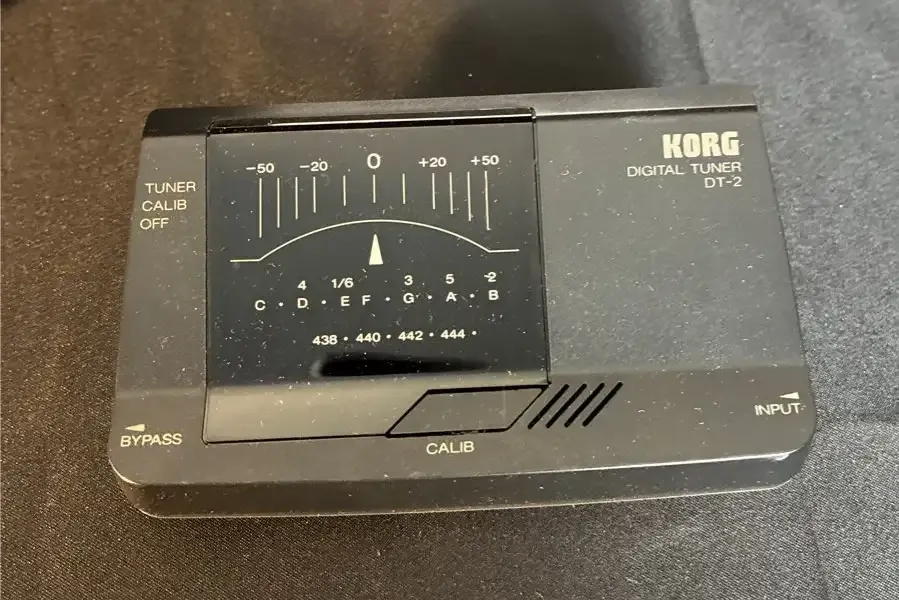 KORG
DIGITAL TUNER
DT-2
TUNER
CALIB
OFF
-50 -20 0 +20 +50
4 1/6 3 5 2
C · D · E F · G · A · B
438 · 440 · 442 · 444 ·
BYPASS
CALIB
INPUT